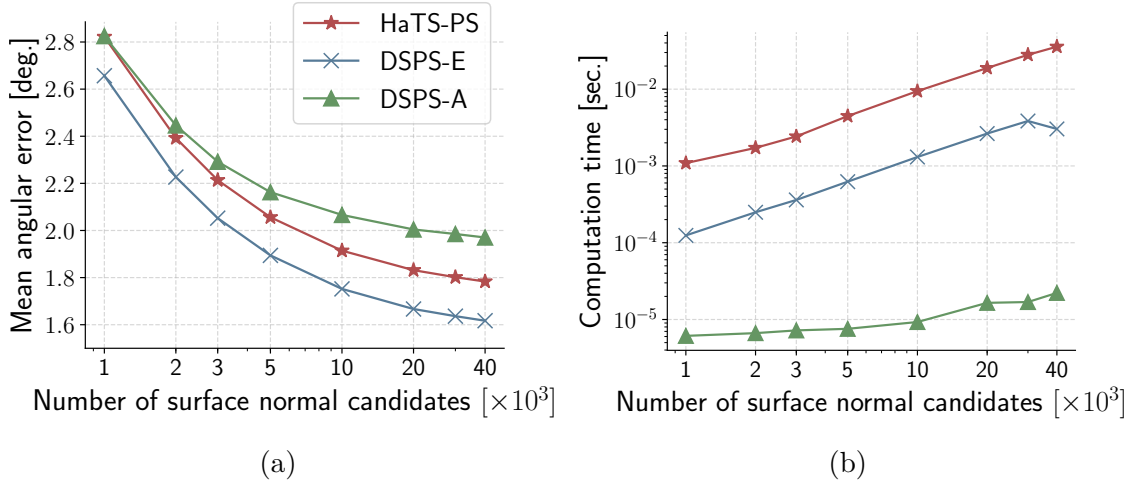 Mean angular error [deg.]
2.8
2.6
2.4
2.2
2.0
1.8
1.6
HaTS-PS
DSPS-E
DSPS-A
1 2 3 5 10 20 40
Number of surface normal candidates [×10³]
(a)
Computation time [sec.]
10⁻²
10⁻³
10⁻⁴
10⁻⁵
1 2 3 5 10 20 40
Number of surface normal candidates [×10³]
(b)